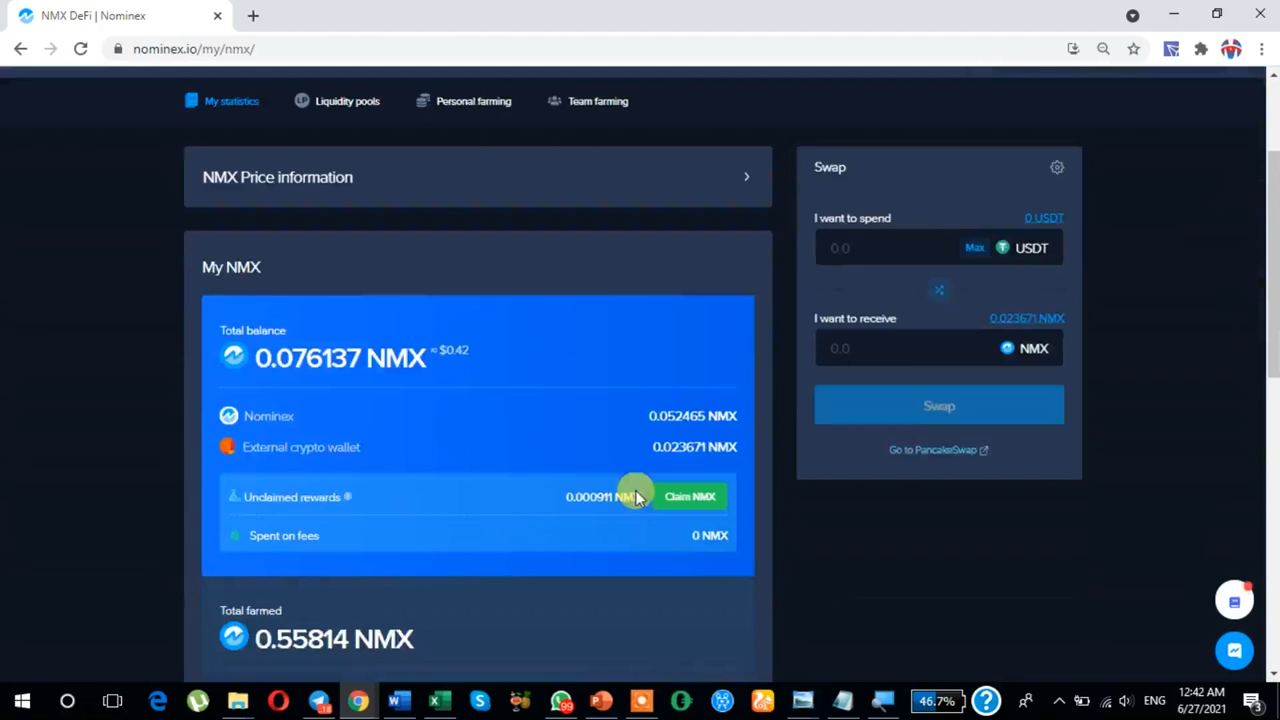 NMX DeFi | Nominex
nominex.io/my/nmx/
My statistics
Liquidity pools
Personal farming
Team farming
NMX Price information
My NMX
Total balance
0.076137 NMX ≈$0.42
Nominex 0.052465 NMX
External crypto wallet 0.023671 NMX
Unclaimed rewards 0.000911 Claim NMX
Spent on fees 0 NMX
Total farmed
0.55814 NMX
Swap
I want to spend 0 USDT
0.0 Max USDT
I want to receive 0.023671 NMX
0.0 NMX
Swap
Go to PancakeSwap
99
46.7%
ENG
12:42 AM
6/27/2021
3